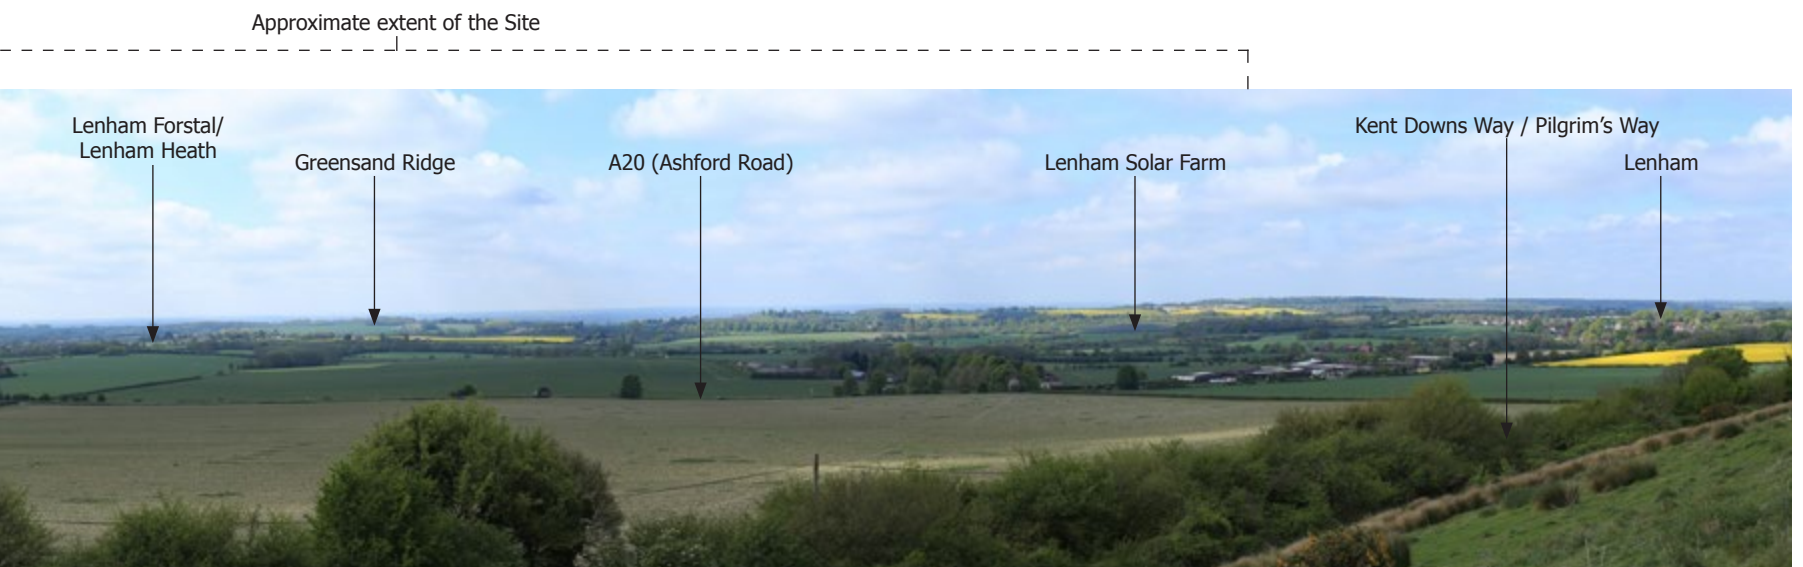 Approximate extent of the Site
Lenham Forstal/
Lenham Heath
Greensand Ridge
A20 (Ashford Road)
Lenham Solar Farm
Kent Downs Way / Pilgrim's Way
Lenham